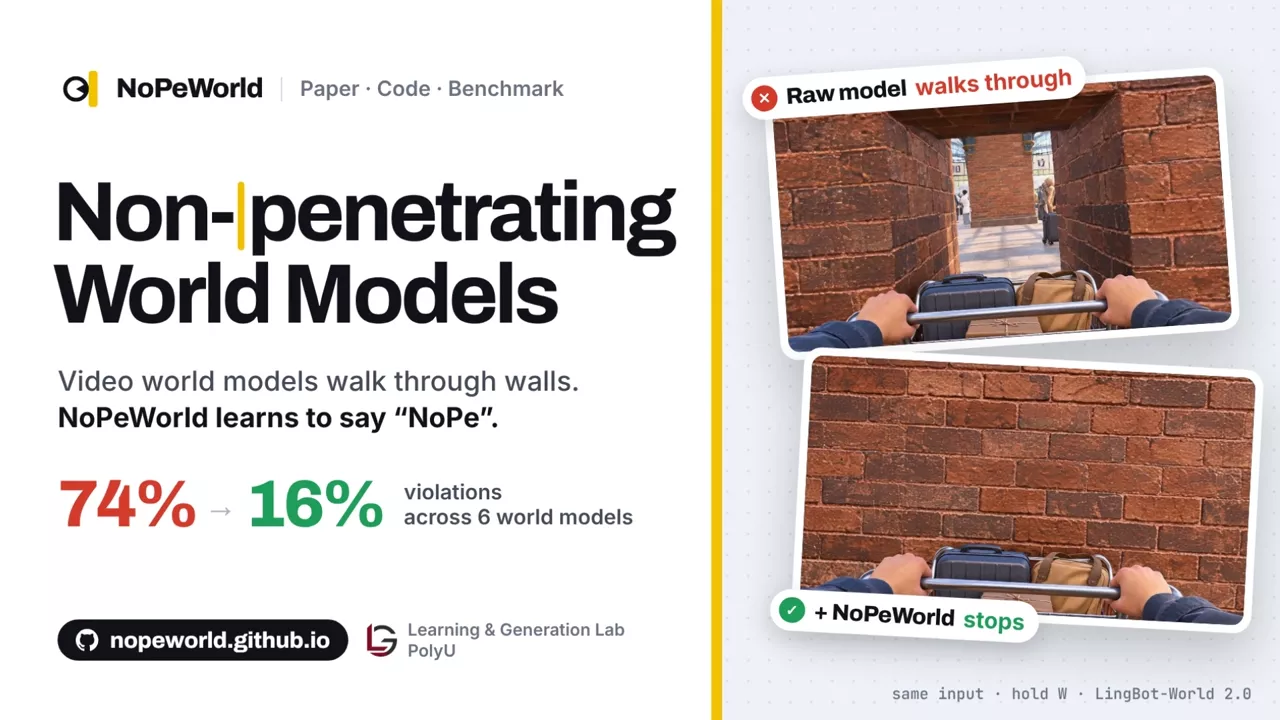 NoPeWorld
Paper · Code · Benchmark
Non-penetrating
World Models
Video world models walk through walls.
NoPeWorld learns to say “NoPe”.
74% → 16%
violations
across 6 world models
nopeworld.github.io
LG
Learning & Generation Lab
PolyU
Raw model walks through
+ NoPeWorld stops
same input · hold W · LingBot-World 2.0